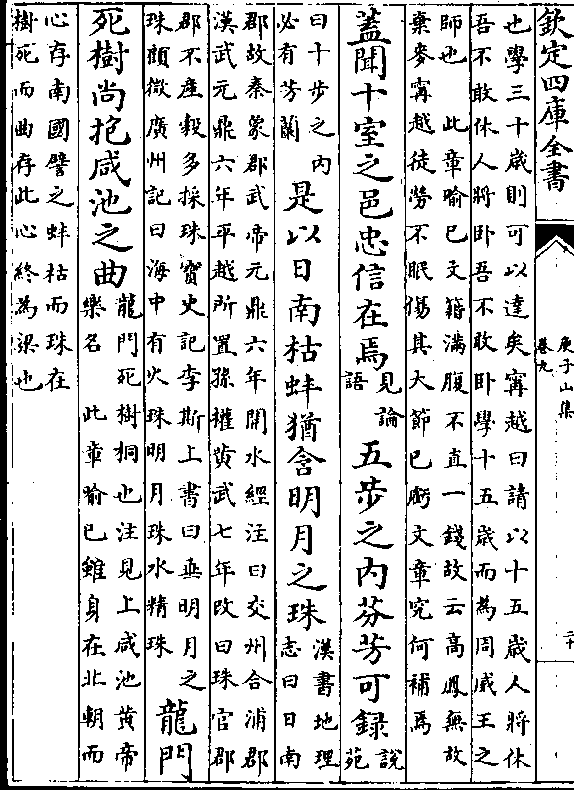 欽定四庫全書
庾子山集
卷九
二十
也學三十歲則可以達矣甯越曰請以十五歲人將休
吾不敢休人將卧吾不敢卧學十五歲而為周威王之
師也 此章喻已文籍滿腹不直一錢故云高鳳無故
棄麥甯越徒勞不眠傷其大節已虧文章究何補焉
蓋聞十室之邑忠信在焉
見論
語
五步之内芬芳可録
說
苑
曰十步之内
必有芳蘭
是以日南枯蚌猶含明月之珠
漢書地理
志曰日南
郡故秦象郡武帝元鼎六年開水經注曰交州合浦郡
漢武元鼎六年平越所置孫權黄武七年改曰珠官郡
郡不產穀多採珠寶史記李斯上書曰垂明月之
珠顧微廣州記曰海中有火珠明月珠水精珠
龍門
死樹尚抱咸池之曲
龍門死樹桐也注見上咸池黄帝
樂名 此章喻已雖身在北朝而
心存南國譬之蚌枯而珠在
樹死而曲存此心終為梁也